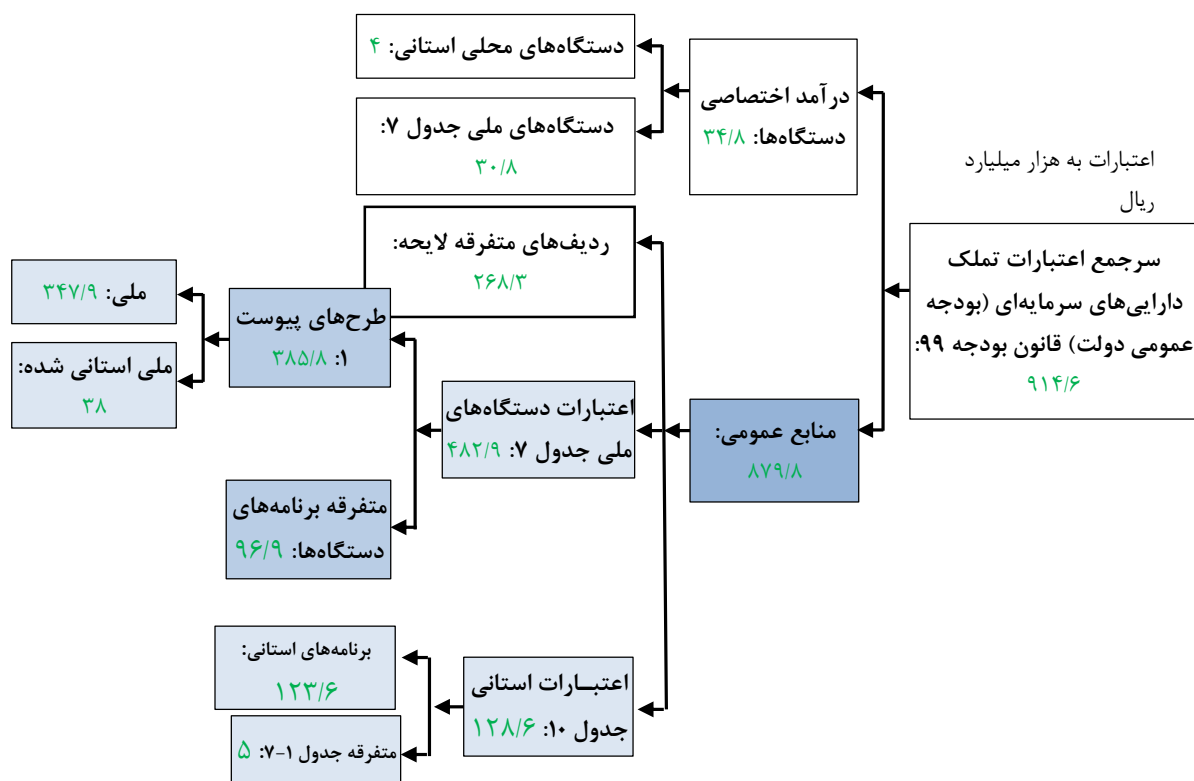 اعتبارات به هزار میلیارد
ریال
سرجمع اعتبارات تملک
دارایی‌های سرمایه‌ای (بودجه
عمومی دولت) قانون بودجه ۹۹:
۹۱۴/۶
درآمد اختصاصی
دستگاه‌ها: ۳۴/۸
دستگاه‌های محلی استانی: ۴
دستگاه‌های ملی جدول ۷:
۳۰/۸
منابع عمومی:
۸۷۹/۸
ردیف‌های متفرقه لایحه:
۲۶۸/۳
اعتبارات دستگاه‌های
ملی جدول ۷: ۴۸۲/۹
طرح‌های پیوست
۱: ۳۸۵/۸
ملی: ۳۴۷/۹
ملی استانی شده:
۳۸
متفرقه برنامه‌های
دستگاه‌ها: ۹۶/۹
اعتبــارات استانی
جدول ۱۰: ۱۲۸/۶
برنامه‌های استانی:
۱۲۳/۶
متفرقه جدول ۱-۷: ۵